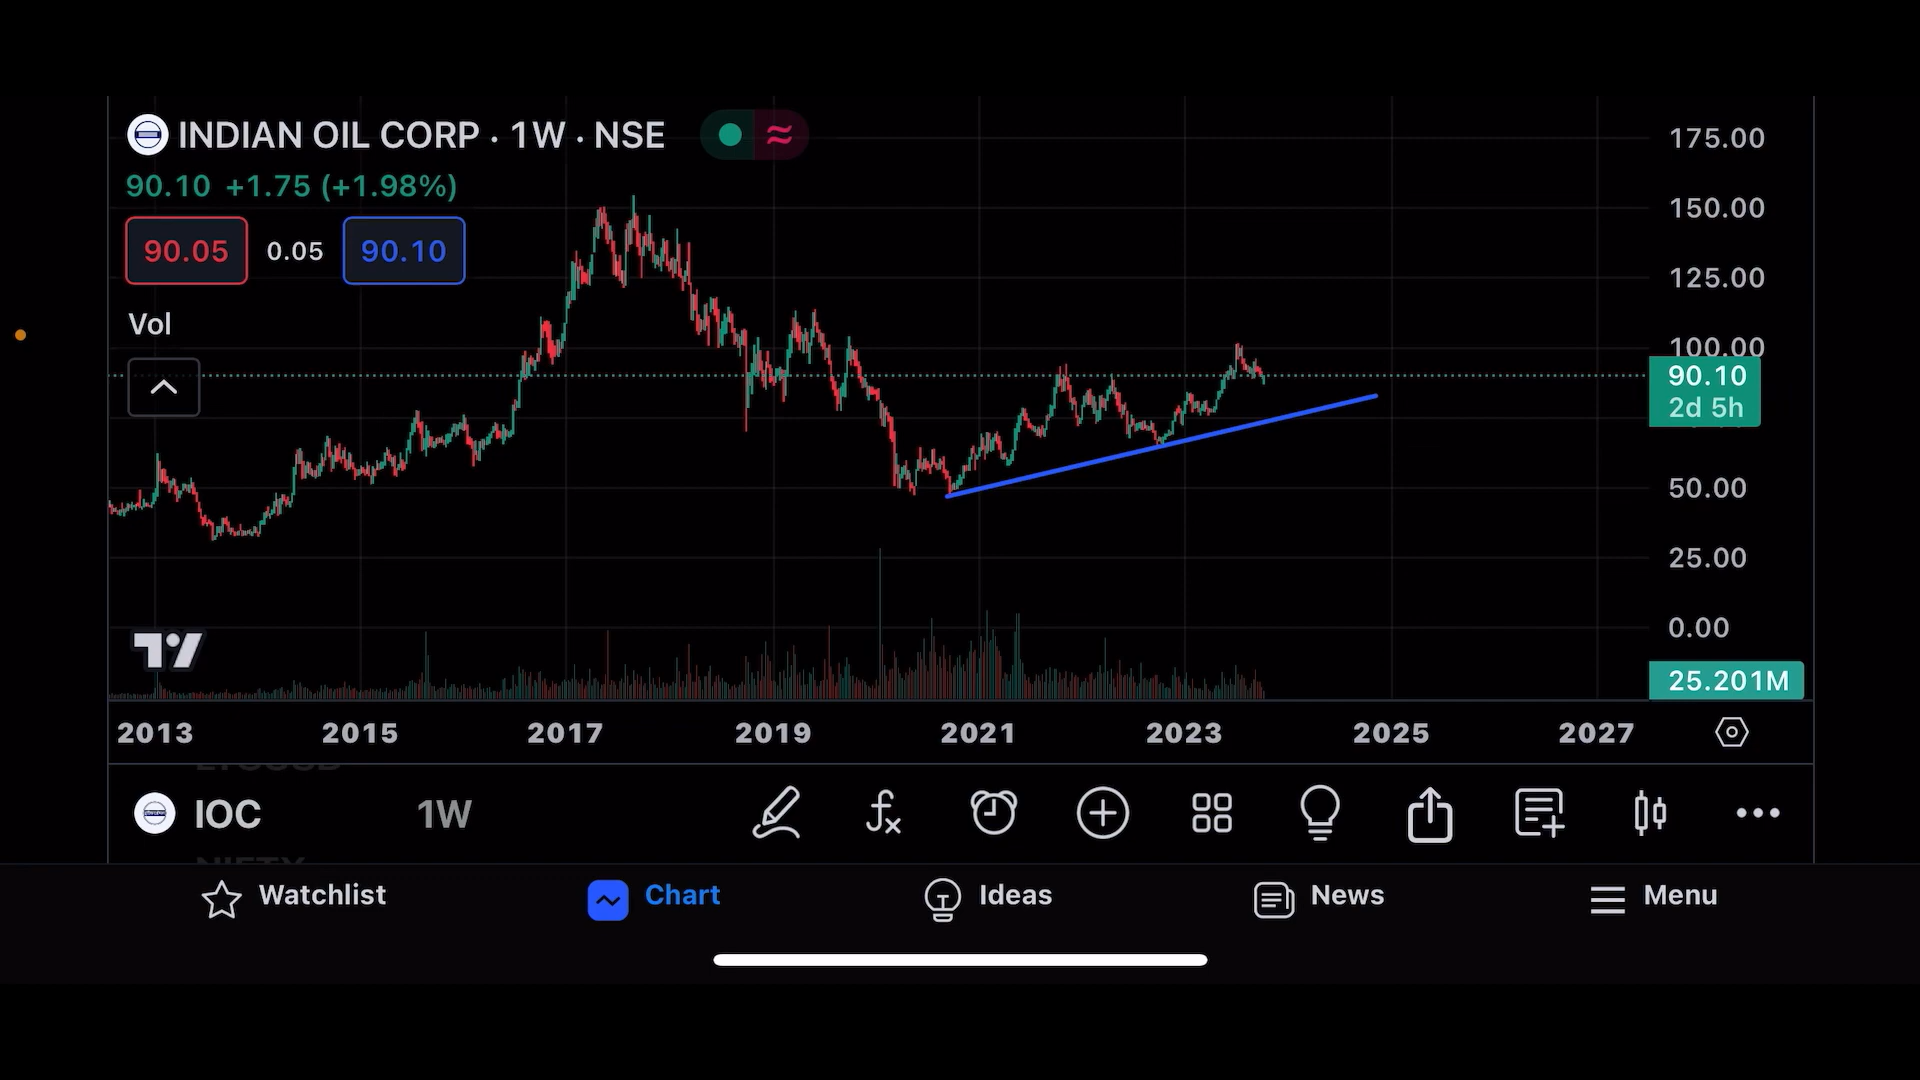 INDIAN OIL CORP · 1W · NSE
90.10 +1.75 (+1.98%)
90.05 0.05 90.10
Vol
175.00
150.00
125.00
100.00
90.10
2d 5h
50.00
25.00
0.00
25.201M
2013 2015 2017 2019 2021 2023 2025 2027
IOC 1W
Watchlist Chart Ideas News Menu